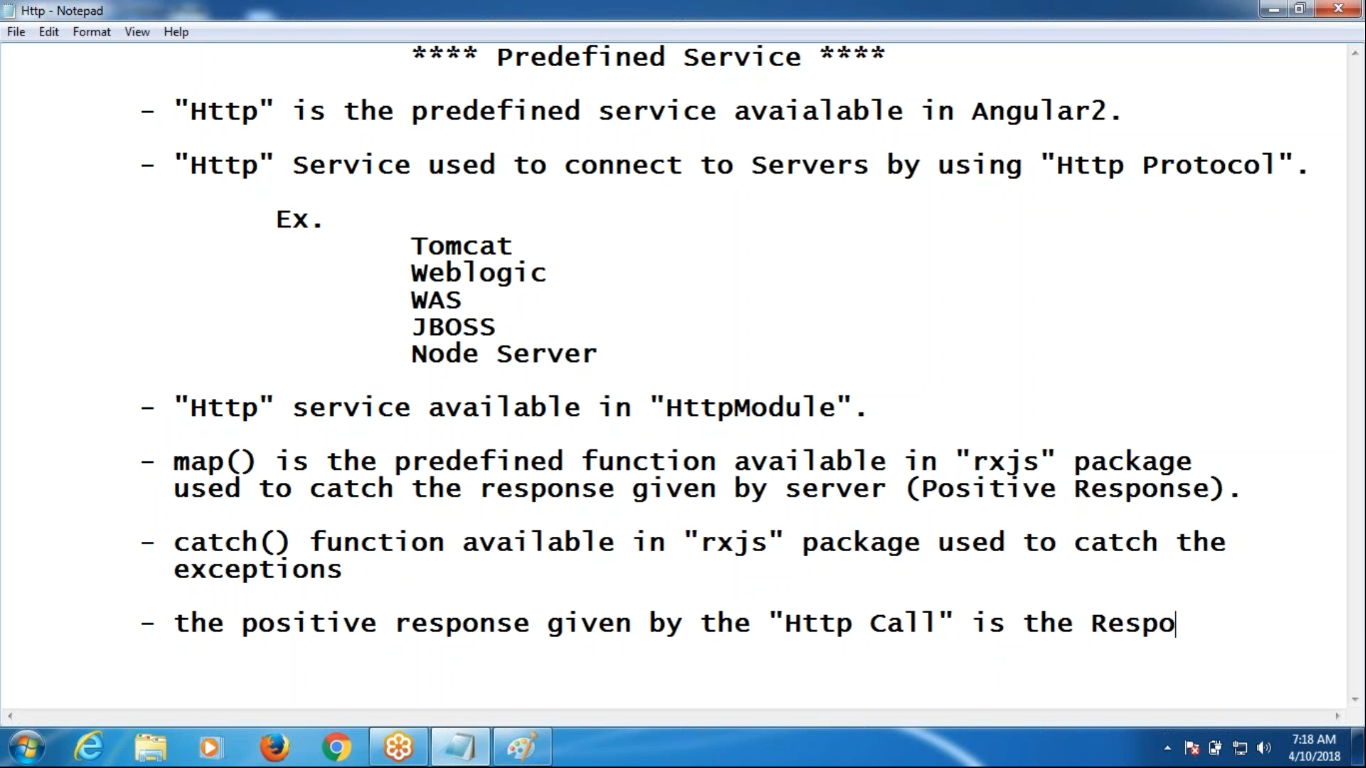 Http - Notepad
File Edit Format View Help
**** Predefined Service ****
- "Http" is the predefined service avaialable in Angular2.
- "Http" Service used to connect to Servers by using "Http Protocol".
Ex.
Tomcat
Weblogic
WAS
JBOSS
Node Server
- "Http" service available in "HttpModule".
- map() is the predefined function available in "rxjs" package
used to catch the response given by server (Positive Response).
- catch() function available in "rxjs" package used to catch the
exceptions
- the positive response given by the "Http Call" is the Respo
7:18 AM
4/10/2018